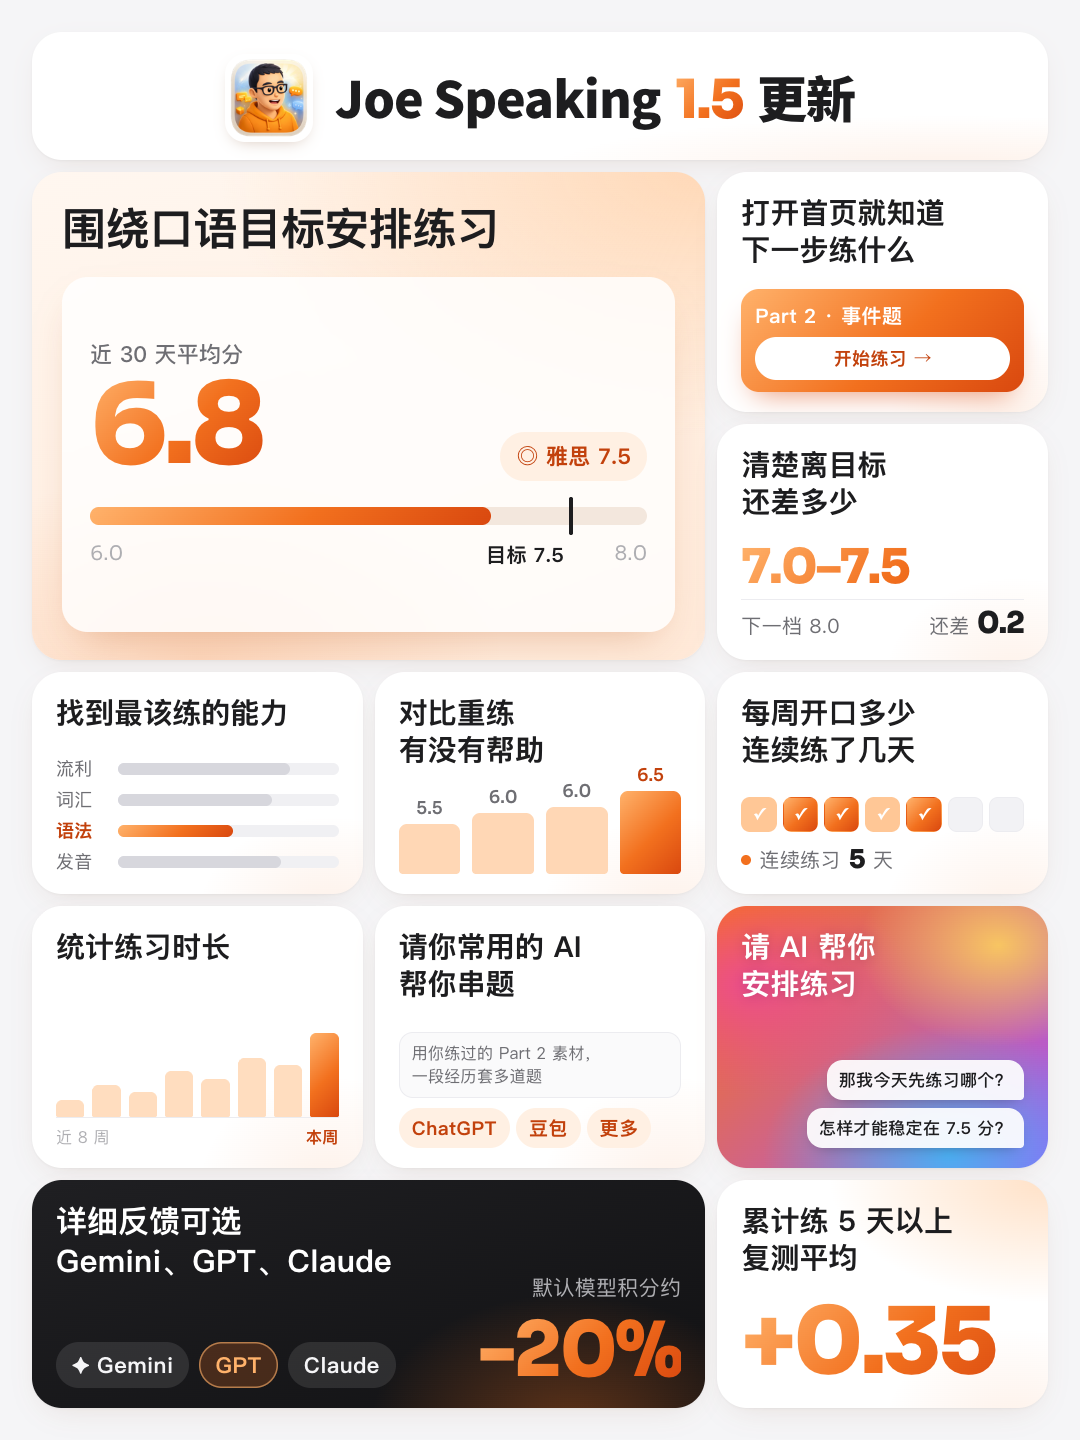 Joe Speaking 1.5 更新
围绕口语目标安排练习
近 30 天平均分
6.8
◎ 雅思 7.5
6.0
目标 7.5
8.0
打开首页就知道
下一步练什么
Part 2 · 事件题
开始练习 →
清楚离目标
还差多少
7.0–7.5
下一档 8.0
还差 0.2
找到最该练的能力
流利
词汇
语法
发音
对比重练
有没有帮助
5.5
6.0
6.0
6.5
每周开口多少
连续练了几天
✓ ✓ ✓ ✓ ✓
连续练习 5 天
统计练习时长
近 8 周
本周
请你常用的 AI
帮你串题
用你练过的 Part 2 素材，
一段经历套多道题
ChatGPT
豆包
更多
请 AI 帮你
安排练习
那我今天先练习哪个？
怎样才能稳定在 7.5 分？
详细反馈可选
Gemini、GPT、Claude
默认模型积分约
–20%
Gemini
GPT
Claude
累计练 5 天以上
复测平均
+0.35